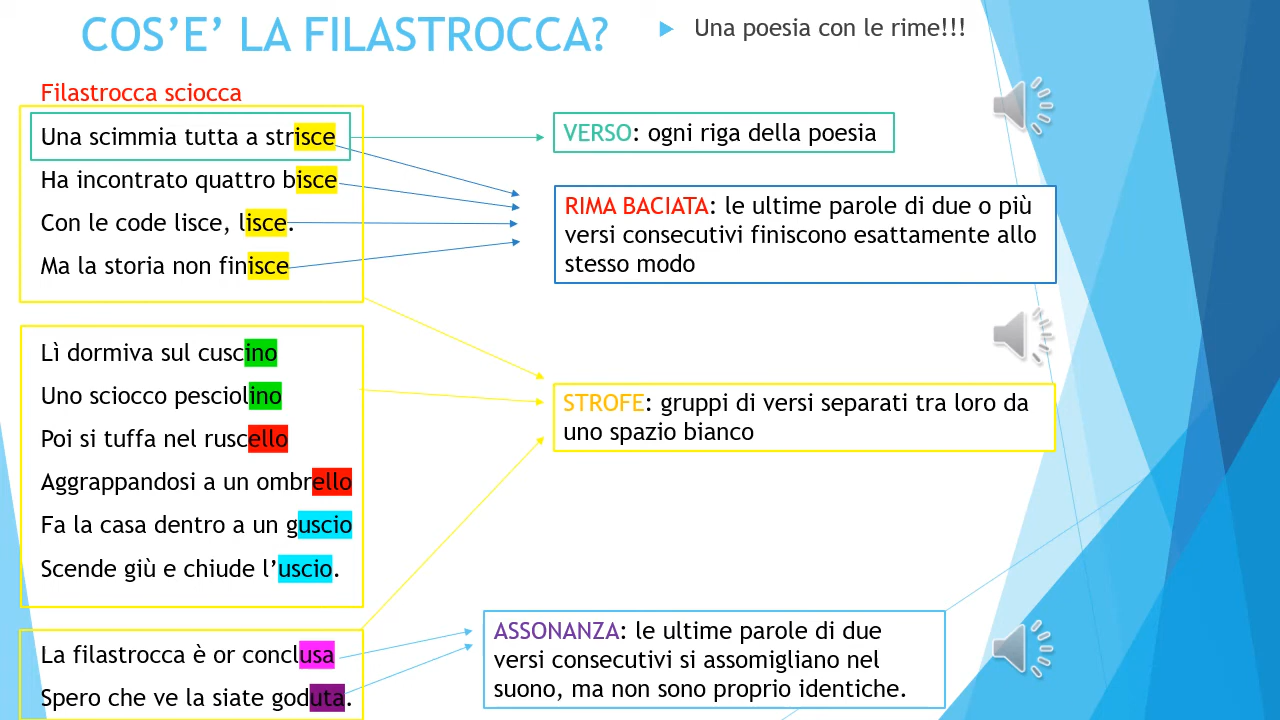 COS’E’ LA FILASTROCCA?
Una poesia con le rime!!!
Filastrocca sciocca
Una scimmia tutta a strisce
Ha incontrato quattro bisce
Con le code lisce, lisce.
Ma la storia non finisce
Lì dormiva sul cuscino
Uno sciocco pesciolino
Poi si tuffa nel ruscello
Aggrappandosi a un ombrello
Fa la casa dentro a un guscio
Scende giù e chiude l’uscio.
La filastrocca è or conclusa
Spero che ve la siate goduta.
VERSO: ogni riga della poesia
RIMA BACIATA: le ultime parole di due o più
versi consecutivi finiscono esattamente allo
stesso modo
STROFE: gruppi di versi separati tra loro da
uno spazio bianco
ASSONANZA: le ultime parole di due
versi consecutivi si assomigliano nel
suono, ma non sono proprio identiche.